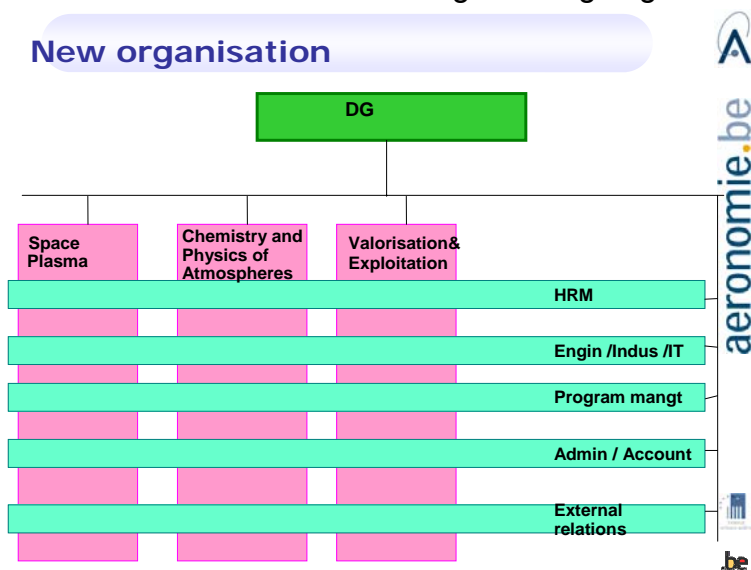 New organisation
DG
Space
Plasma
Chemistry and
Physics of
Atmospheres
Valorisation&
Exploitation
HRM
Engin /Indus /IT
Program mangt
Admin / Account
External
relations
aeronomie.be
.be